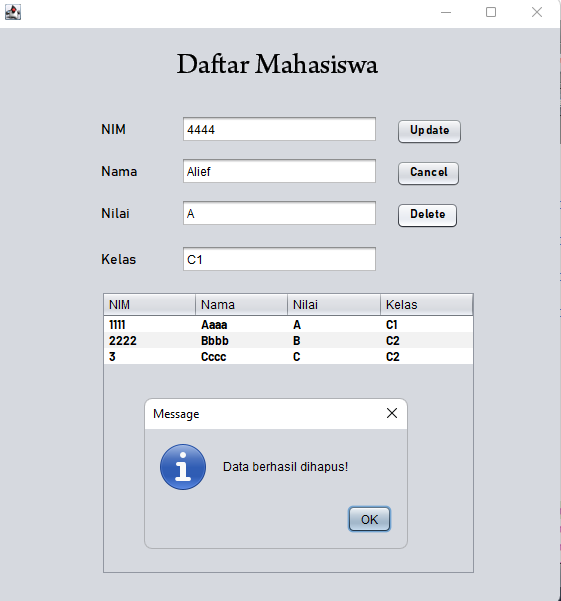 Daftar Mahasiswa
NIM 4444 Update
Nama Alief Cancel
Nilai A Delete
Kelas C1
NIM Nama Nilai Kelas
1111 Aaaa A C1
2222 Bbbb B C2
3 Cccc C C2
Message
Data berhasil dihapus!
OK